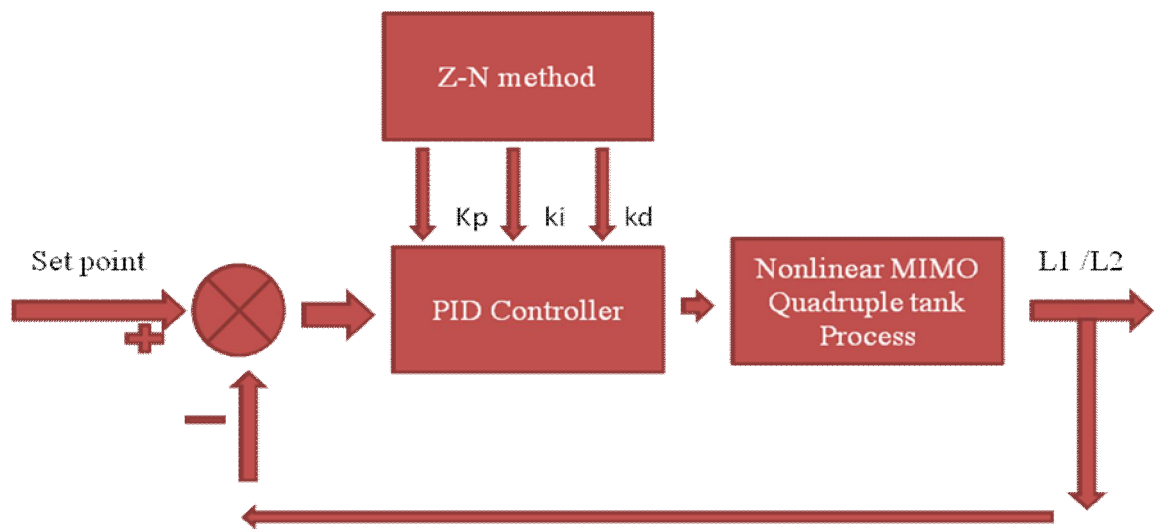 Z-N method
Kp ki kd
Set point
PID Controller
Nonlinear MIMO
Quadruple tank
Process
L1 /L2